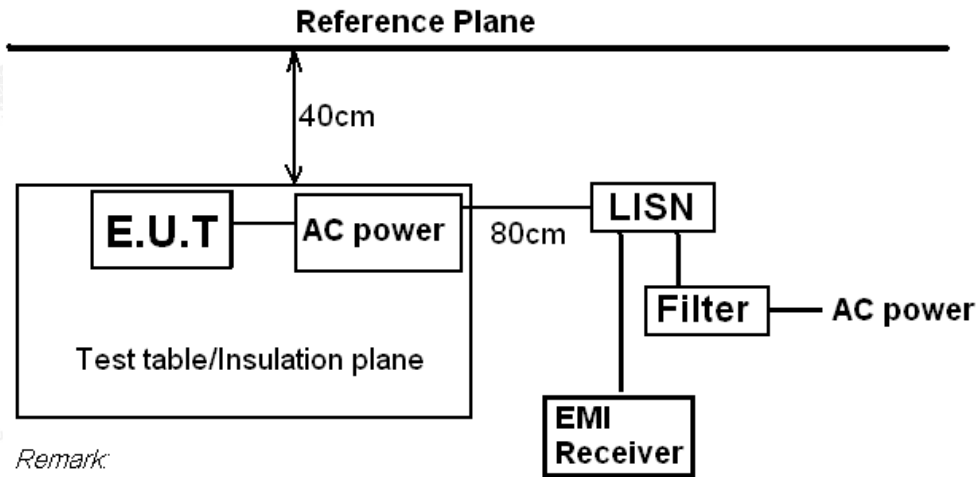 Reference Plane
40cm
E.U.T
AC power
80cm
LISN
Filter
AC power
Test table/Insulation plane
EMI
Receiver
Remark: